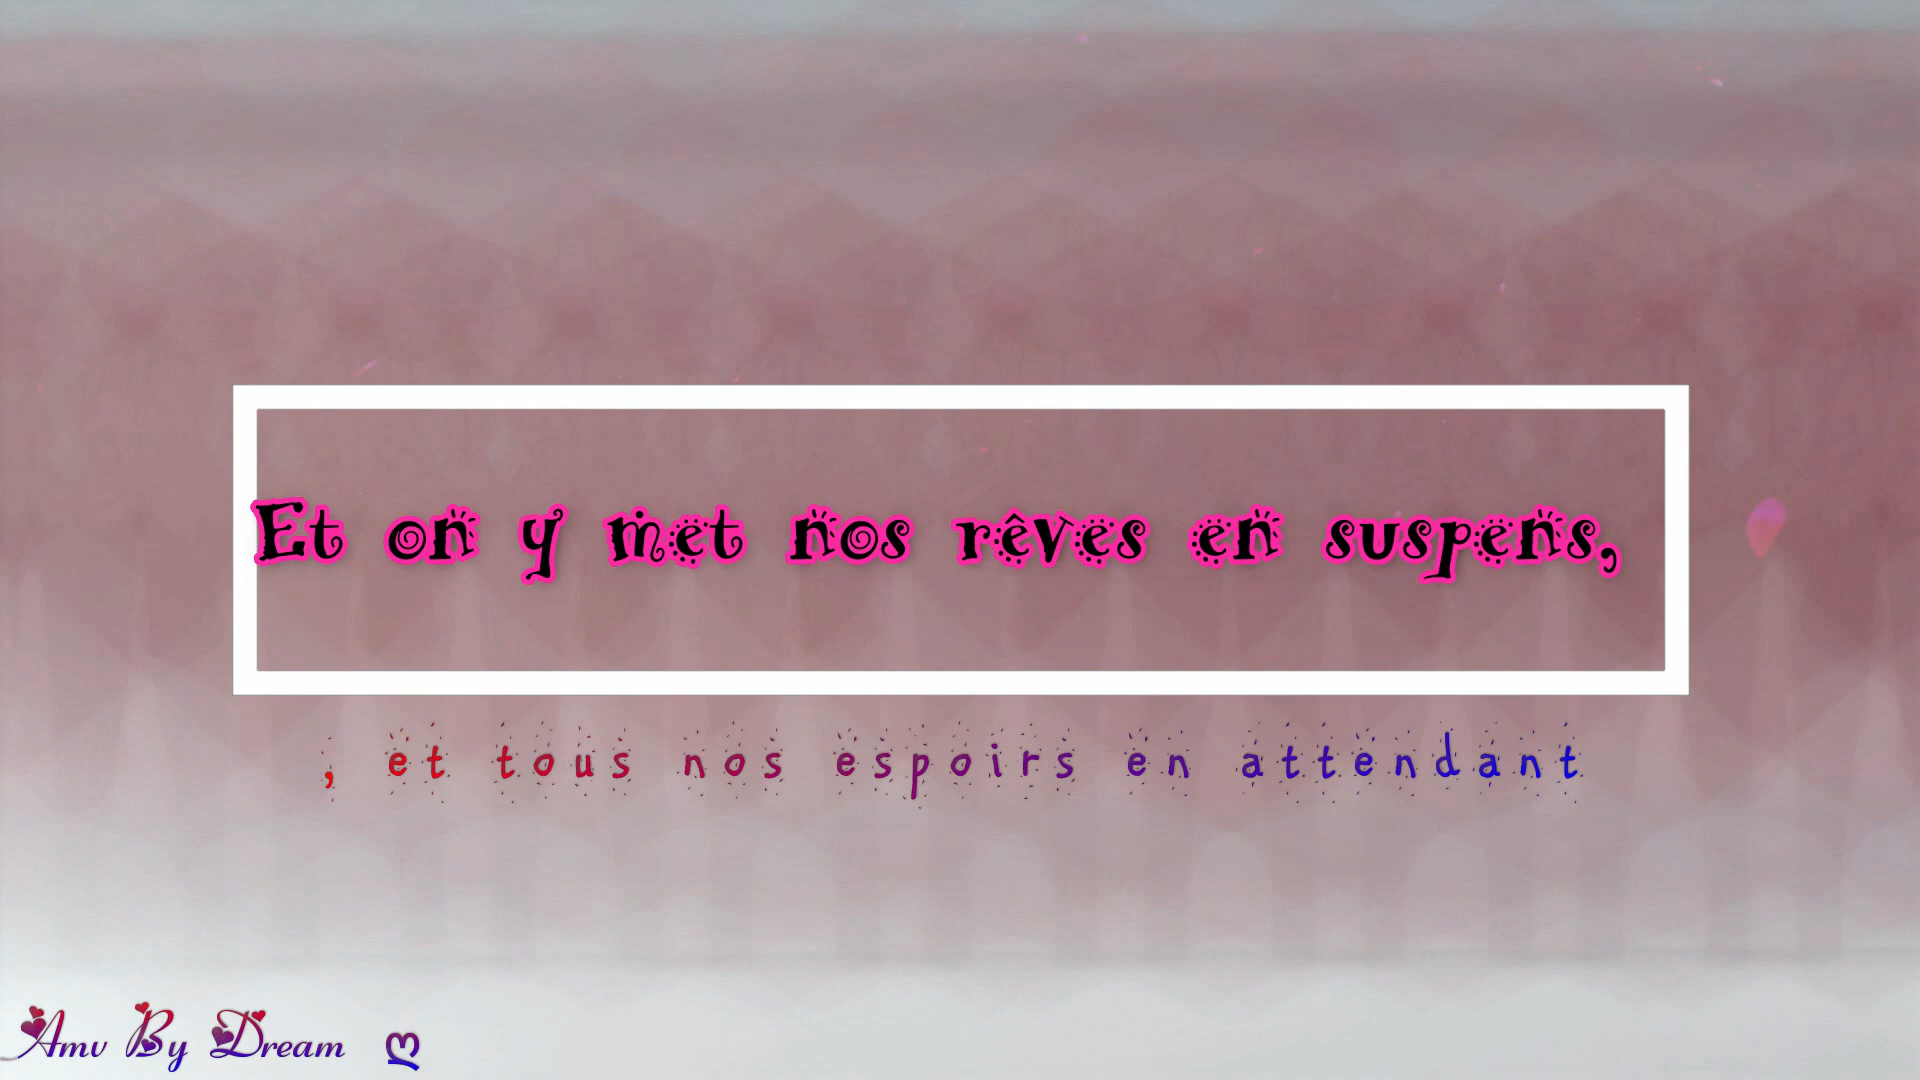 Et on y met nos rêves en suspens,
, et tous nos espoirs en attendant
Amv By Dream ღ